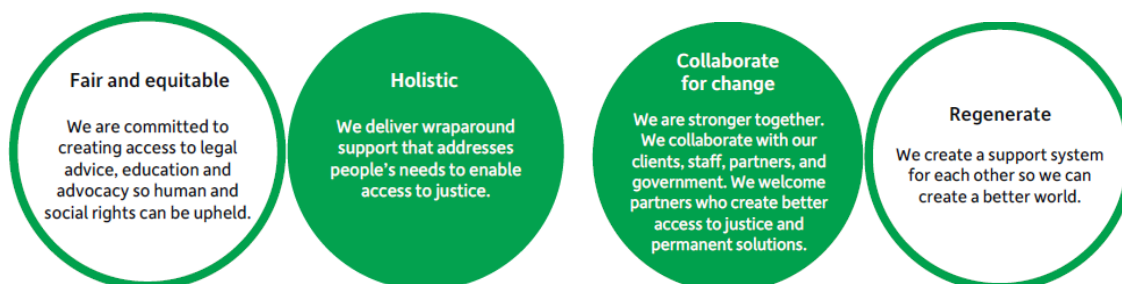 Fair and equitable
We are committed to
creating access to legal
advice, education and
advocacy so human and
social rights can be upheld.
Holistic
We deliver wraparound
support that addresses
people's needs to enable
access to justice.
Collaborate
for change
We are stronger together.
We collaborate with our
clients, staff, partners, and
government. We welcome
partners who create better
access to justice and
permanent solutions.
Regenerate
We create a support system
for each other so we can
create a better world.